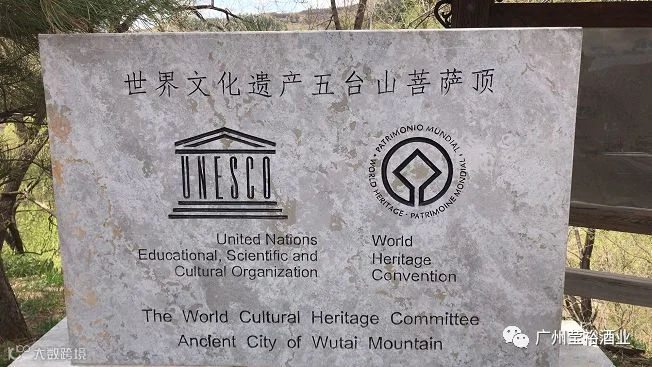 世界文化遗产五台山菩萨顶
UNESCO
PATRIMONIO MUNDIAL · WORLD HERITAGE · PATRIMOINE MONDIAL
United Nations
Educational, Scientific and
Cultural Organization
World
Heritage
Convention
The World Cultural Heritage Committee
Ancient City of Wutai Mountain
广州莹裕酒业
大数跨境